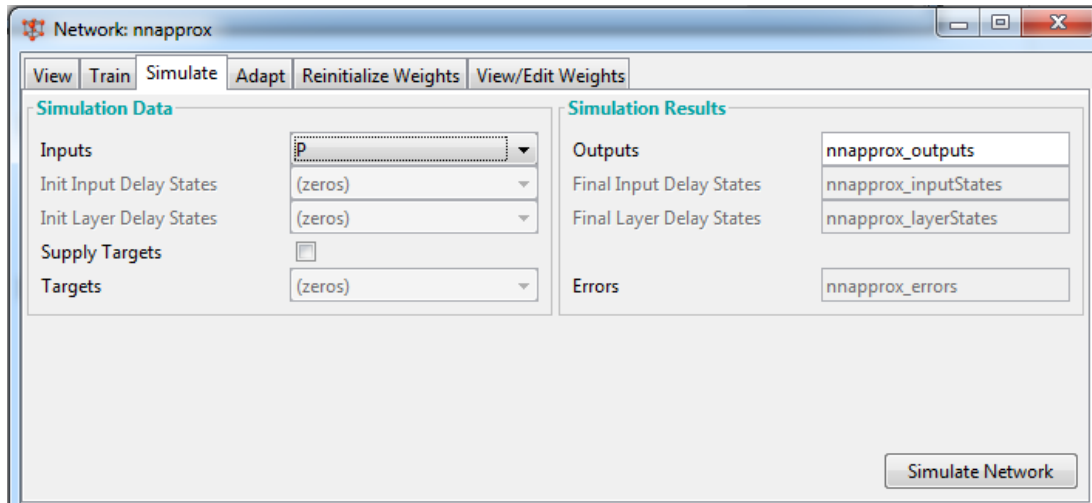 Network: nnapprox
View Train Simulate Adapt Reinitialize Weights View/Edit Weights
Simulation Data
Inputs P
Init Input Delay States (zeros)
Init Layer Delay States (zeros)
Supply Targets
Targets (zeros)
Simulation Results
Outputs nnapprox_outputs
Final Input Delay States nnapprox_inputStates
Final Layer Delay States nnapprox_layerStates
Errors nnapprox_errors
Simulate Network